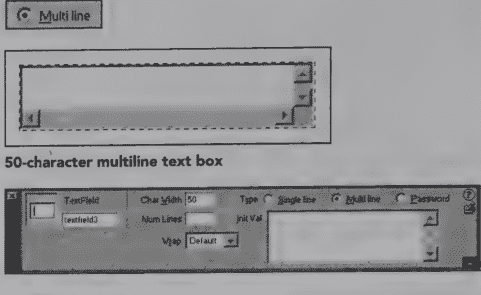 Multi line
50-character multiline text box
TextField Char Width 50 Type Single line Multi line Password
textfield3 Num Lines Init Val
Wrap Default